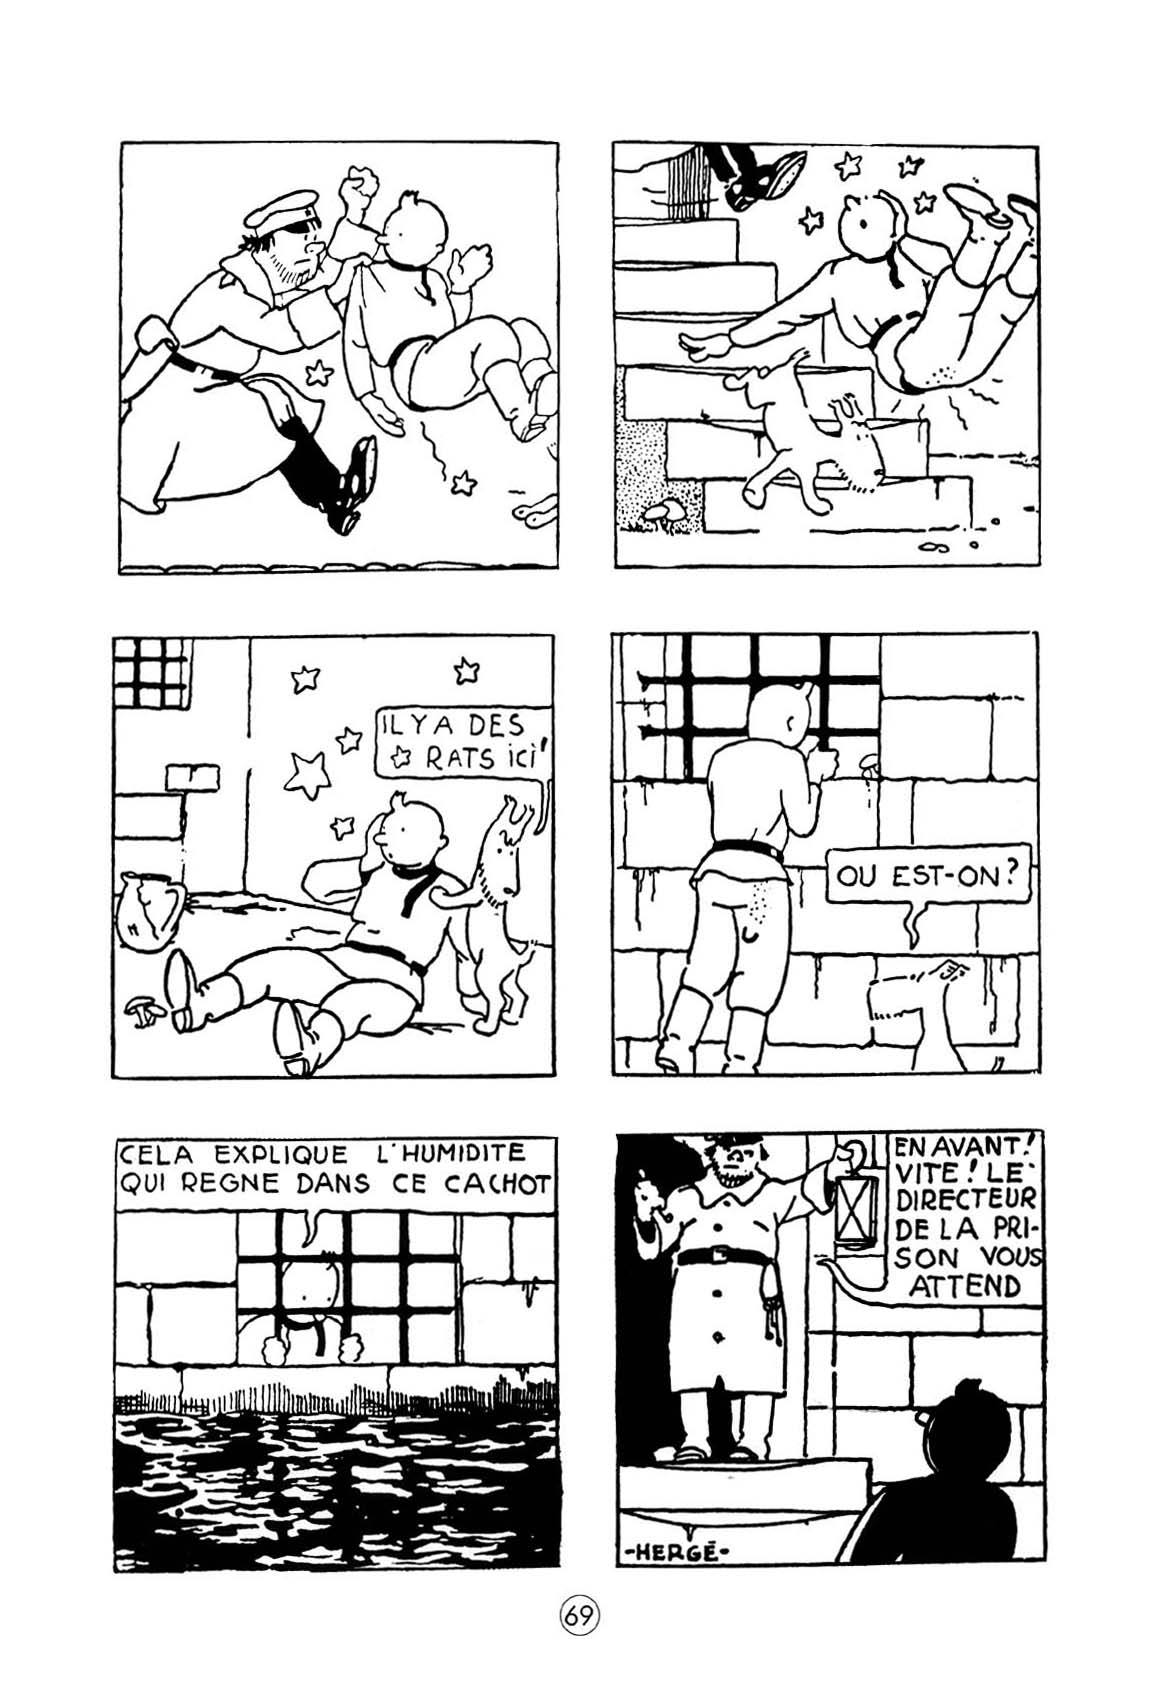 IL Y A DES
RATS ICI!
OU EST-ON?
CELA EXPLIQUE L'HUMIDITE
QUI REGNE DANS CE CACHOT
EN AVANT!
VITE! LE
DIRECTEUR
DE LA PRI-
SON VOUS
ATTEND
-HERGÉ-
69